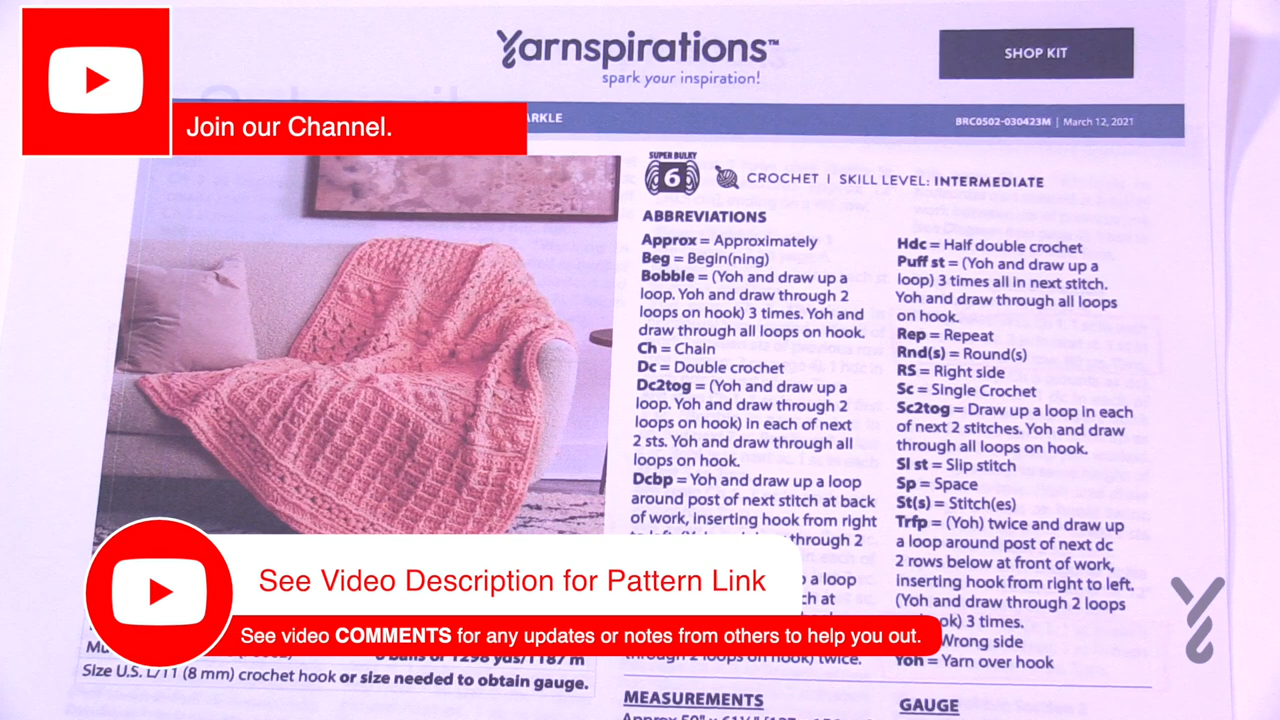 Yarnspirations™
spark your inspiration!
SHOP KIT
Join our Channel.
BRC0502-030423M | March 12, 2021
SUPER BULKY
6
CROCHET I SKILL LEVEL: INTERMEDIATE
ABBREVIATIONS
Approx = Approximately
Beg = Begin(ning)
Bobble = (Yoh and draw up a
loop. Yoh and draw through 2
loops on hook) 3 times. Yoh and
draw through all loops on hook.
Ch = Chain
Dc = Double crochet
Dc2tog = (Yoh and draw up a
loop. Yoh and draw through 2
loops on hook) in each of next
2 sts. Yoh and draw through all
loops on hook.
Dcbp = Yoh and draw up a loop
around post of next stitch at back
of work, inserting hook from right
through 2
a loop
at
through 2 loops on hook) twice.
Hdc = Half double crochet
Puff st = (Yoh and draw up a
loop) 3 times all in next stitch.
Yoh and draw through all loops
on hook.
Rep = Repeat
Rnd(s) = Round(s)
RS = Right side
Sc = Single Crochet
Sc2tog = Draw up a loop in each
of next 2 stitches. Yoh and draw
through all loops on hook.
Sl st = Slip stitch
Sp = Space
St(s) = Stitch(es)
Trfp = (Yoh) twice and draw up
a loop around post of next dc
2 rows below at front of work,
inserting hook from right to left.
(Yoh and draw through 2 loops
3 times.
Wrong side
Yoh = Yarn over hook
See Video Description for Pattern Link
See video COMMENTS for any updates or notes from others to help you out.
balls or 1298 yds/1187 m
Size U.S. L/11 (8 mm) crochet hook or size needed to obtain gauge.
MEASUREMENTS
GAUGE